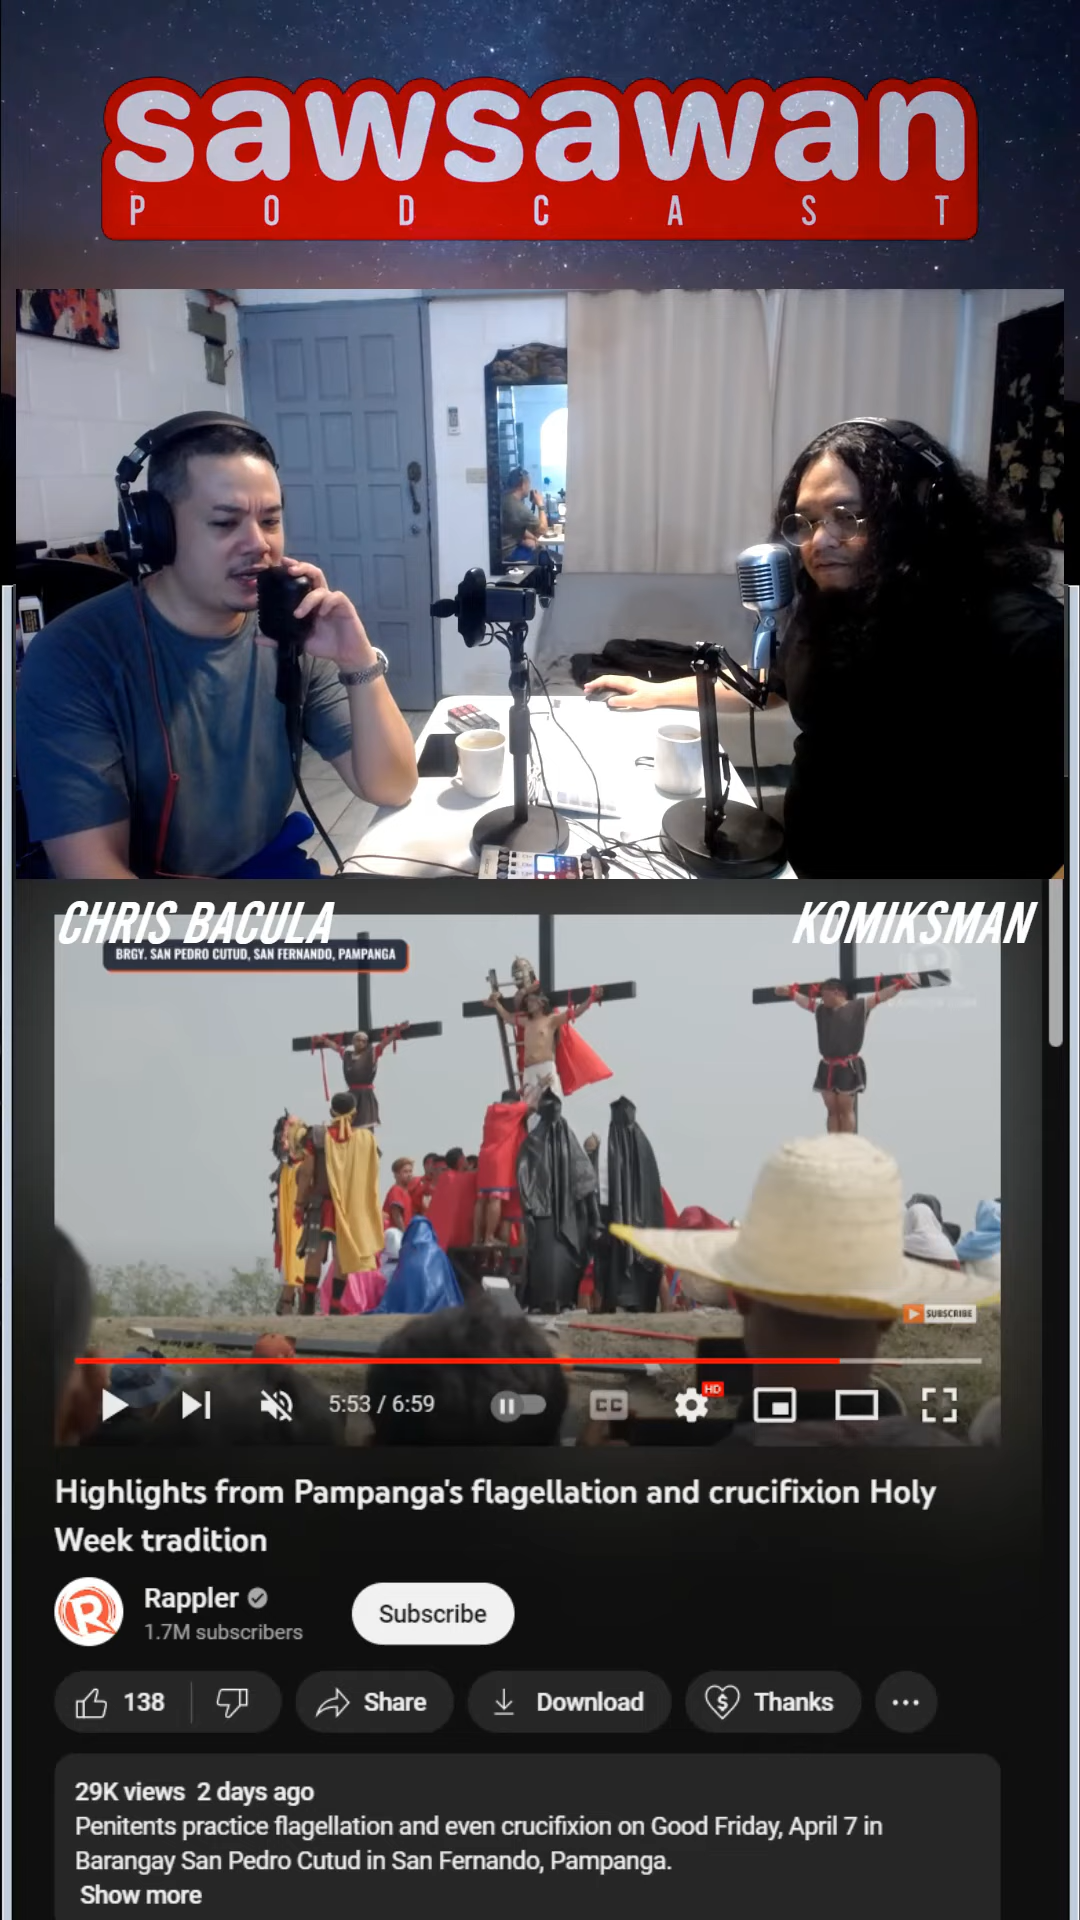 sawsawan
PODCAST
CHRIS BACULA
KOMIKSMAN
BRGY. SAN PEDRO CUTUD, SAN FERNANDO, PAMPANGA
SUBSCRIBE
5:53 / 6:59
CC
HD
Highlights from Pampanga's flagellation and crucifixion Holy
Week tradition
Rappler
1.7M subscribers
Subscribe
138
Share
Download
Thanks
29K views 2 days ago
Penitents practice flagellation and even crucifixion on Good Friday, April 7 in
Barangay San Pedro Cutud in San Fernando, Pampanga.
Show more